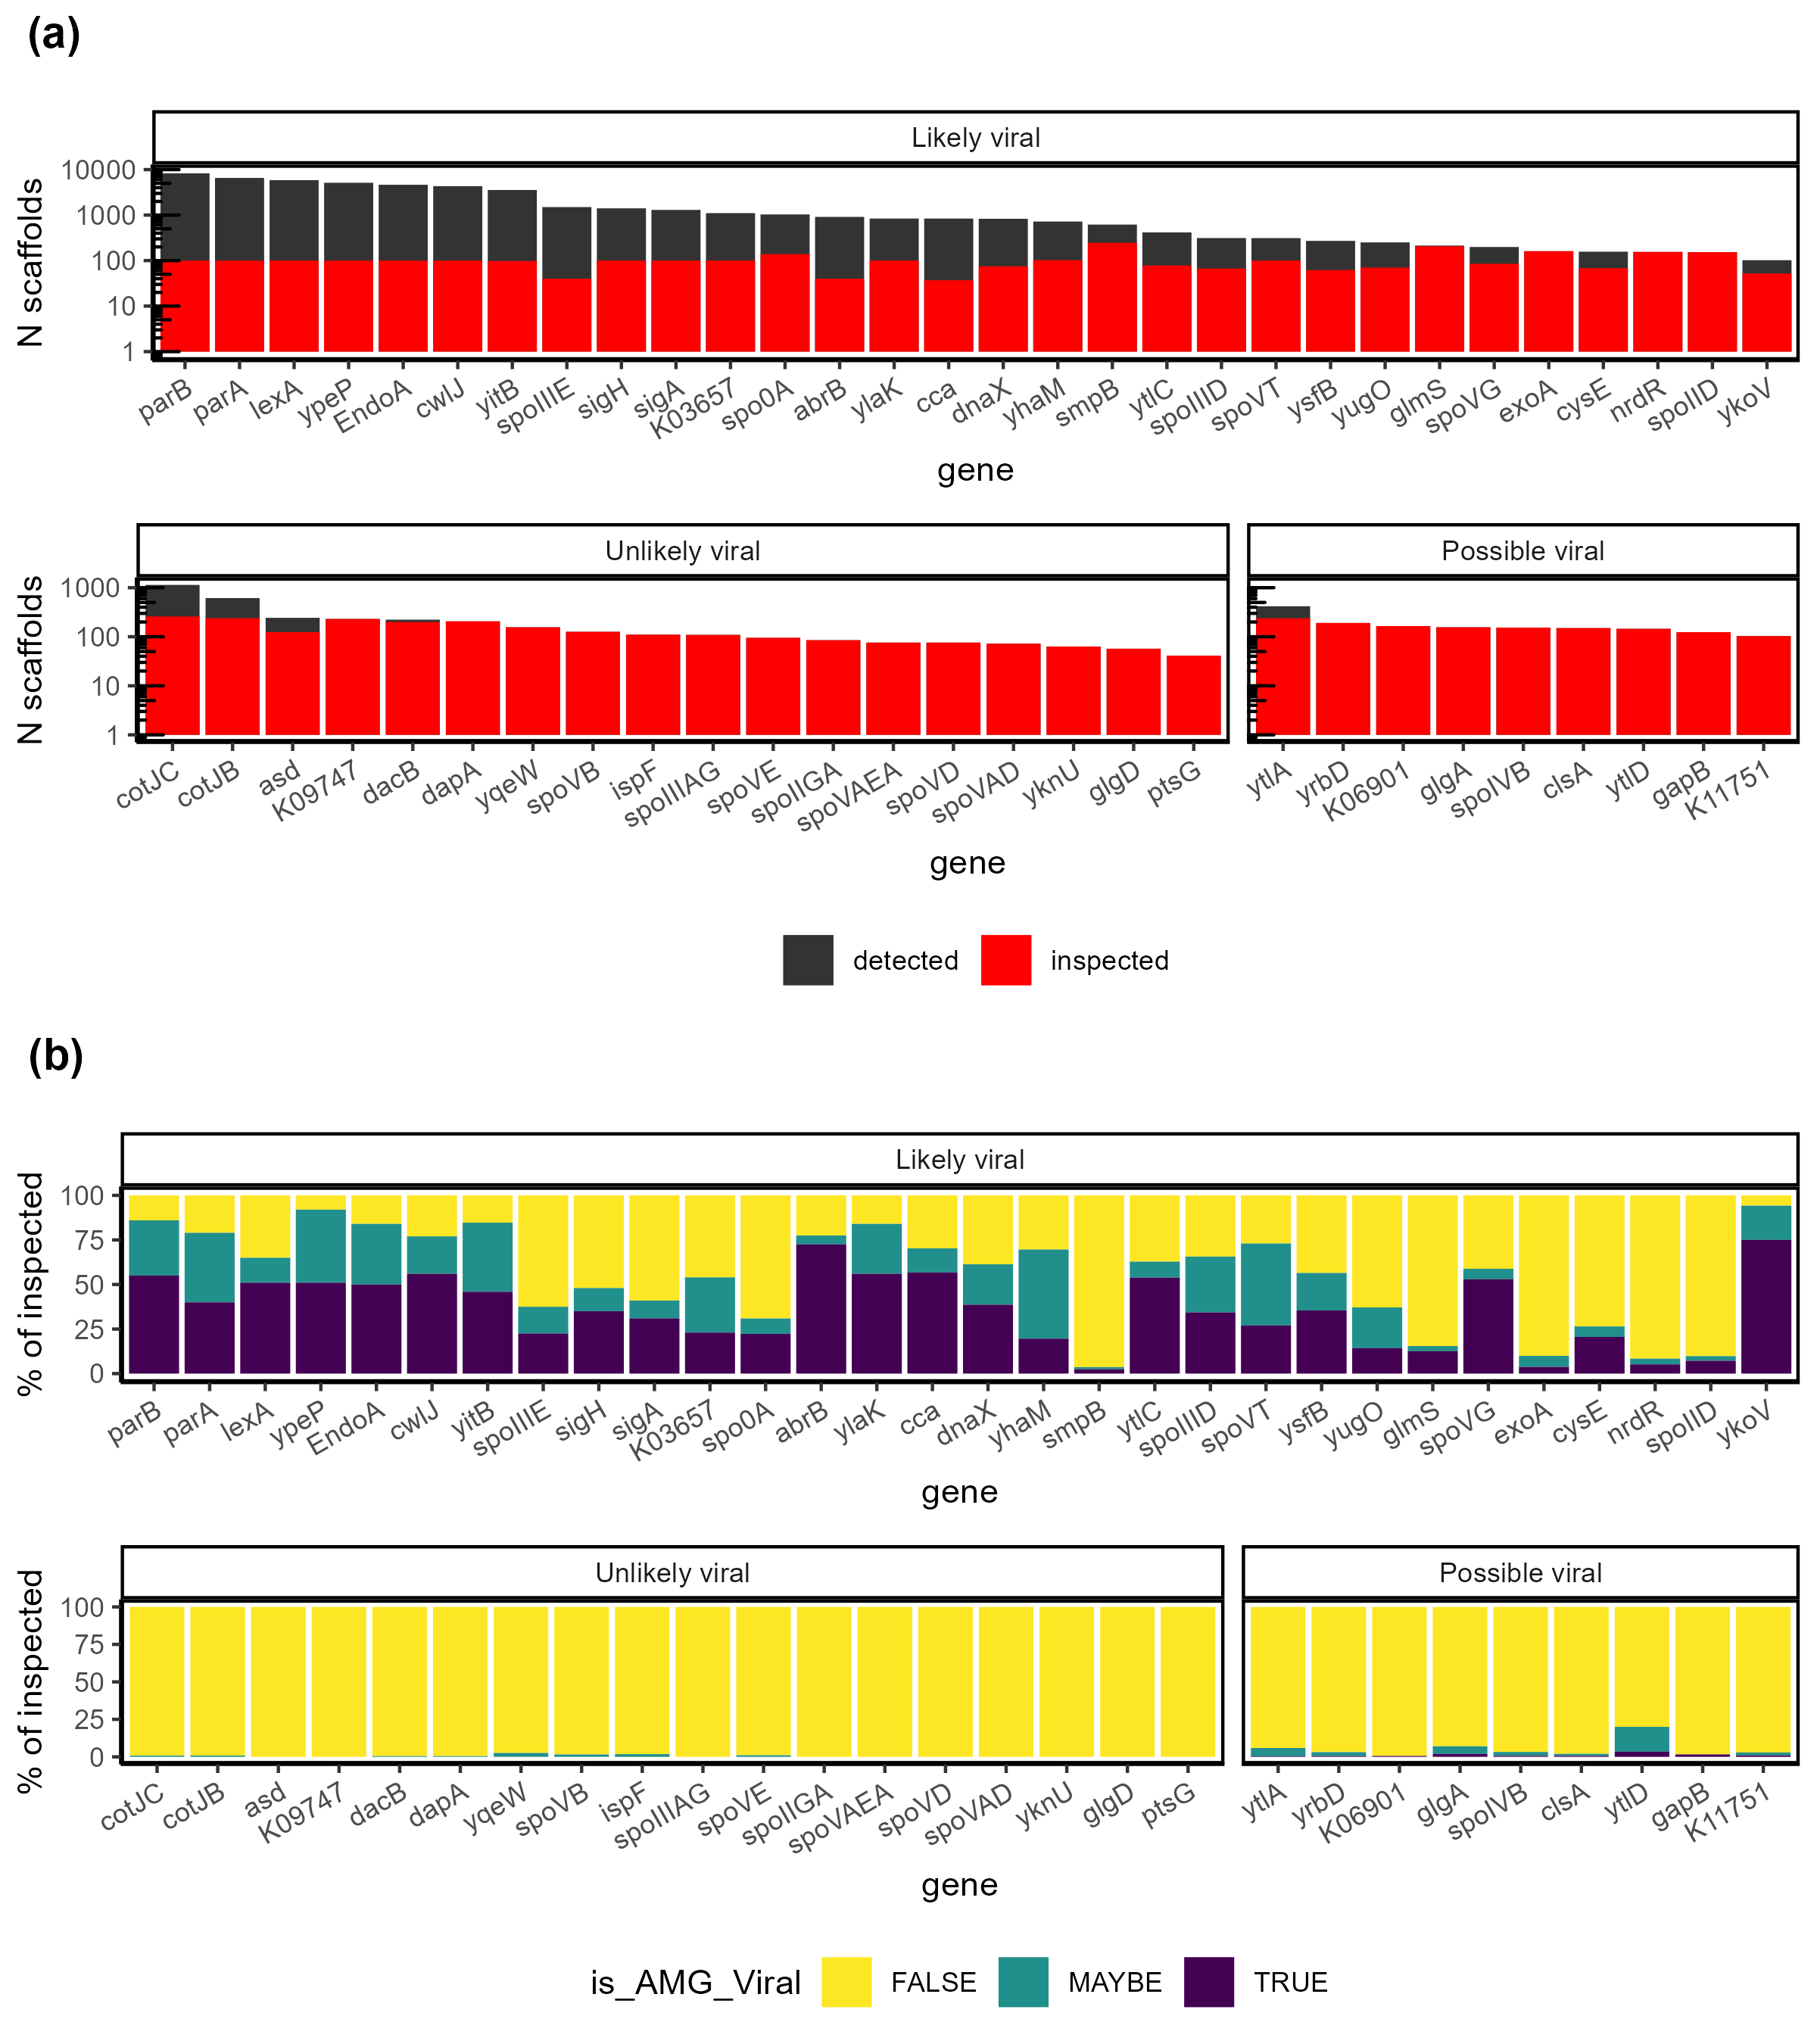 (a)
Likely viral
N scaffolds
10000
1000
100
10
1
parB parA lexA ypeP EndoA cwlJ yitB spoIIIE sigH sigA K03657 spo0A abrB ylaK cca dnaX yhaM smpB ytlC spoIIID spoVT ysfB yugO glmS spoVG exoA cysE nrdR spoIID ykoV
gene
Unlikely viral Possible viral
N scaffolds
1000
100
10
1
cotJC cotJB asd K09747 dacB dapA yqeW spoVB ispF spoIIIAG spoVE spoIIGA spoVAEA spoVD spoVAD yknU glgD ptsG ytlA yrbD K06901 glgA spoIVB clsA ytlD gapB K11751
gene
detected inspected
(b)
Likely viral
% of inspected
100
75
50
25
0
parB parA lexA ypeP EndoA cwlJ yitB spoIIIE sigH sigA K03657 spo0A abrB ylaK cca dnaX yhaM smpB ytlC spoIIID spoVT ysfB yugO glmS spoVG exoA cysE nrdR spoIID ykoV
gene
Unlikely viral Possible viral
% of inspected
100
75
50
25
0
cotJC cotJB asd K09747 dacB dapA yqeW spoVB ispF spoIIIAG spoVE spoIIGA spoVAEA spoVD spoVAD yknU glgD ptsG ytlA yrbD K06901 glgA spoIVB clsA ytlD gapB K11751
gene
is_AMG_Viral FALSE MAYBE TRUE